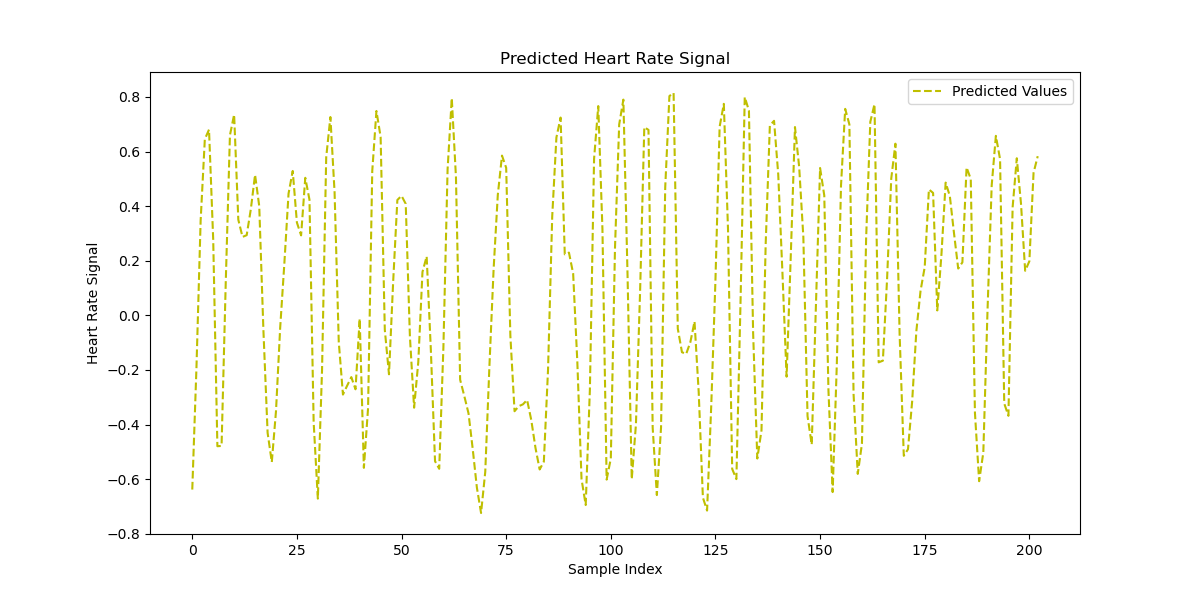 Predicted Heart Rate Signal
Predicted Values
Heart Rate Signal
0.8
0.6
0.4
0.2
0.0
−0.2
−0.4
−0.6
−0.8
0 25 50 75 100 125 150 175 200
Sample Index